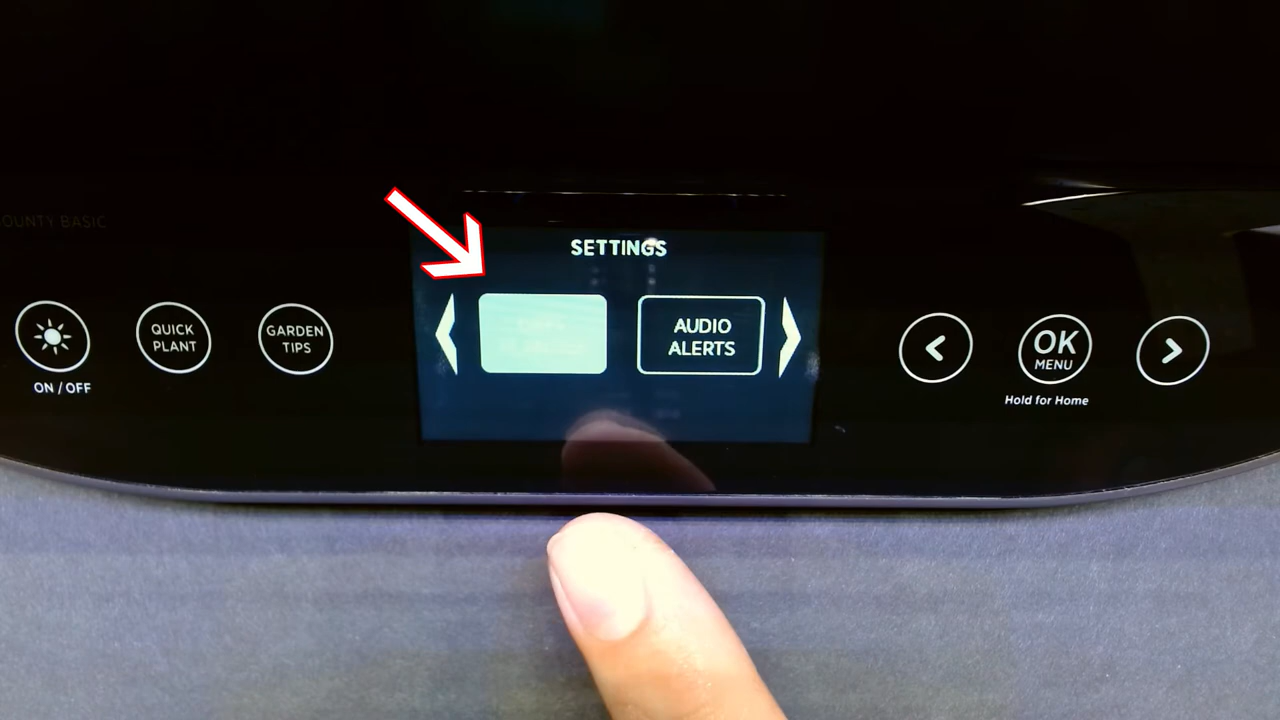 OUNTY BASIC
SETTINGS
AUDIO
ALERTS
QUICK
PLANT
GARDEN
TIPS
ON / OFF
<
OK
MENU
>
Hold for Home